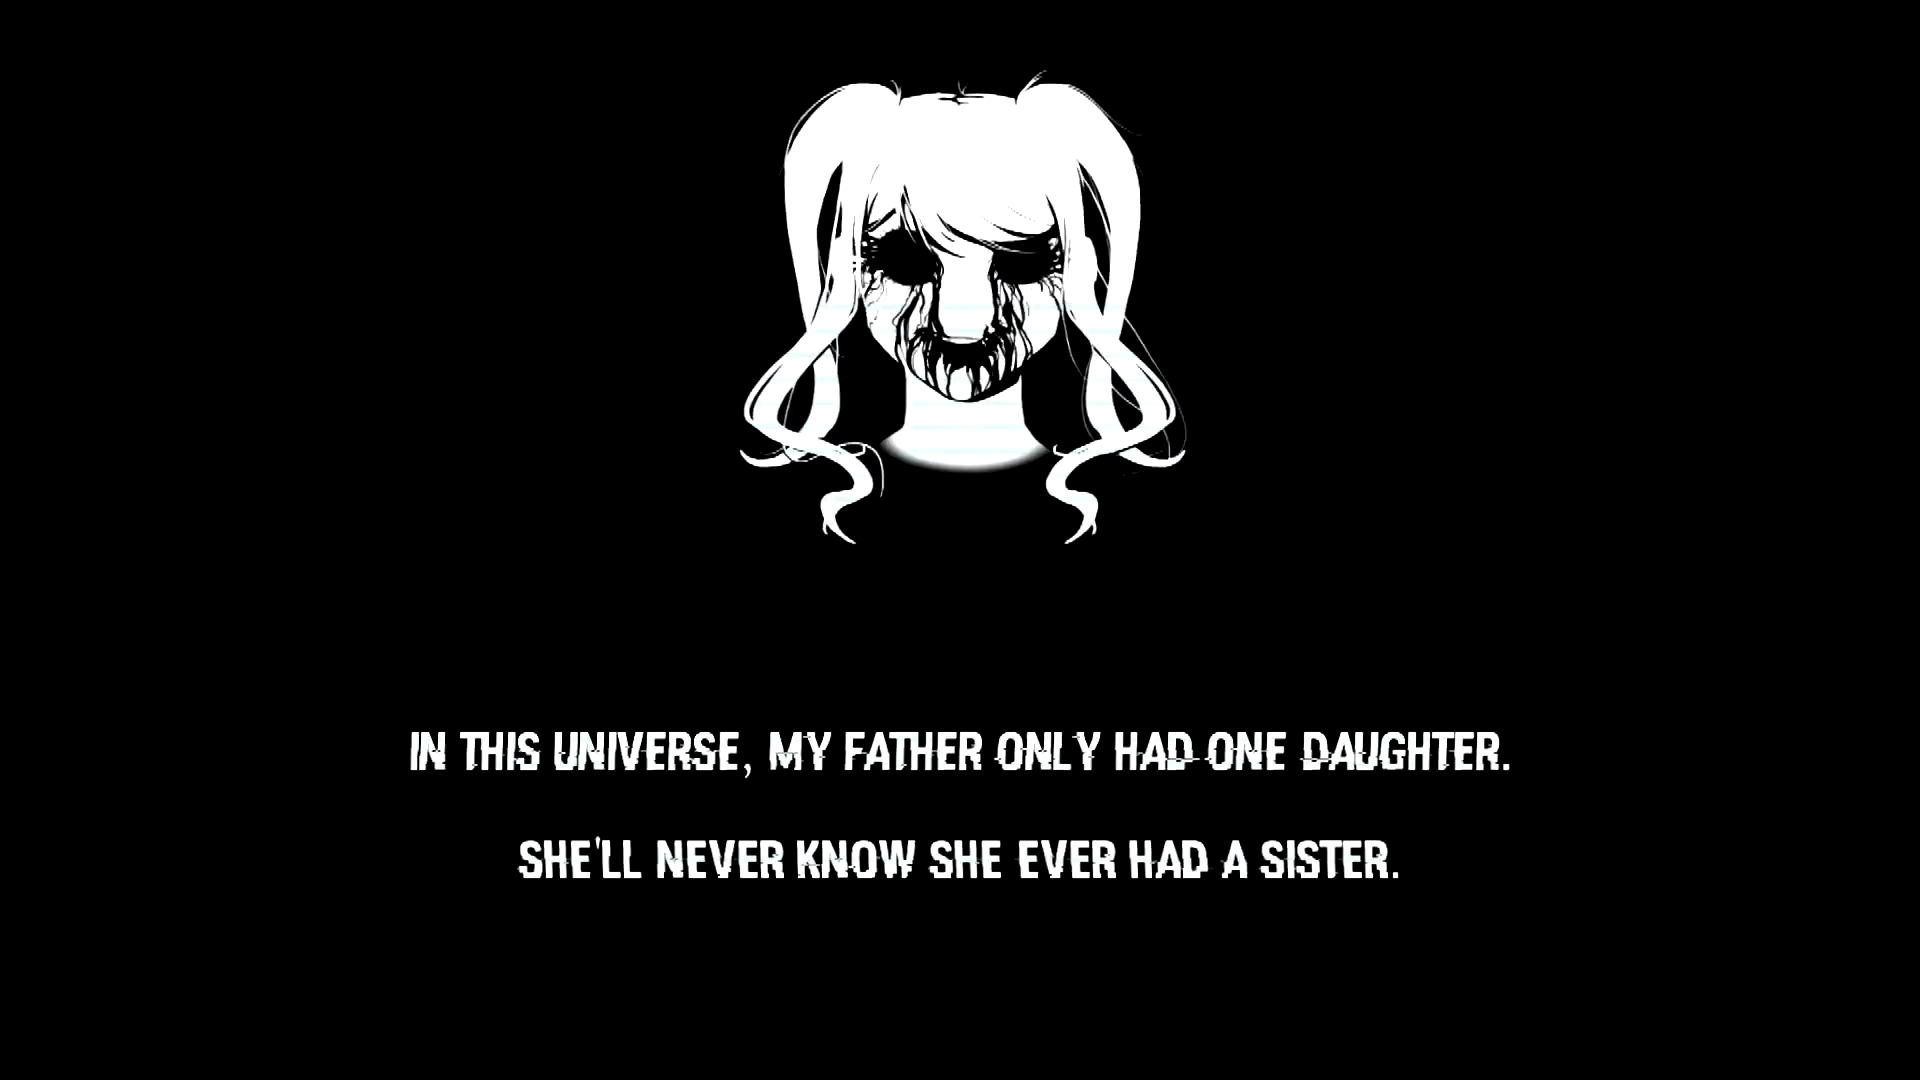 IN THIS UNIVERSE, MY FATHER ONLY HAD ONE DAUGHTER.
SHE'LL NEVER KNOW SHE EVER HAD A SISTER.